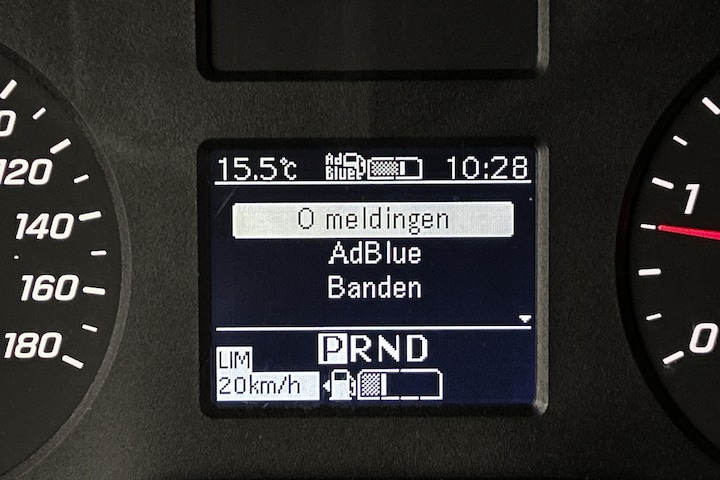 15.5°C AdBLUE 10:28
0 meldingen
AdBlue
Banden
PRND
LIM
20km/h
120
140
160
180
1
0